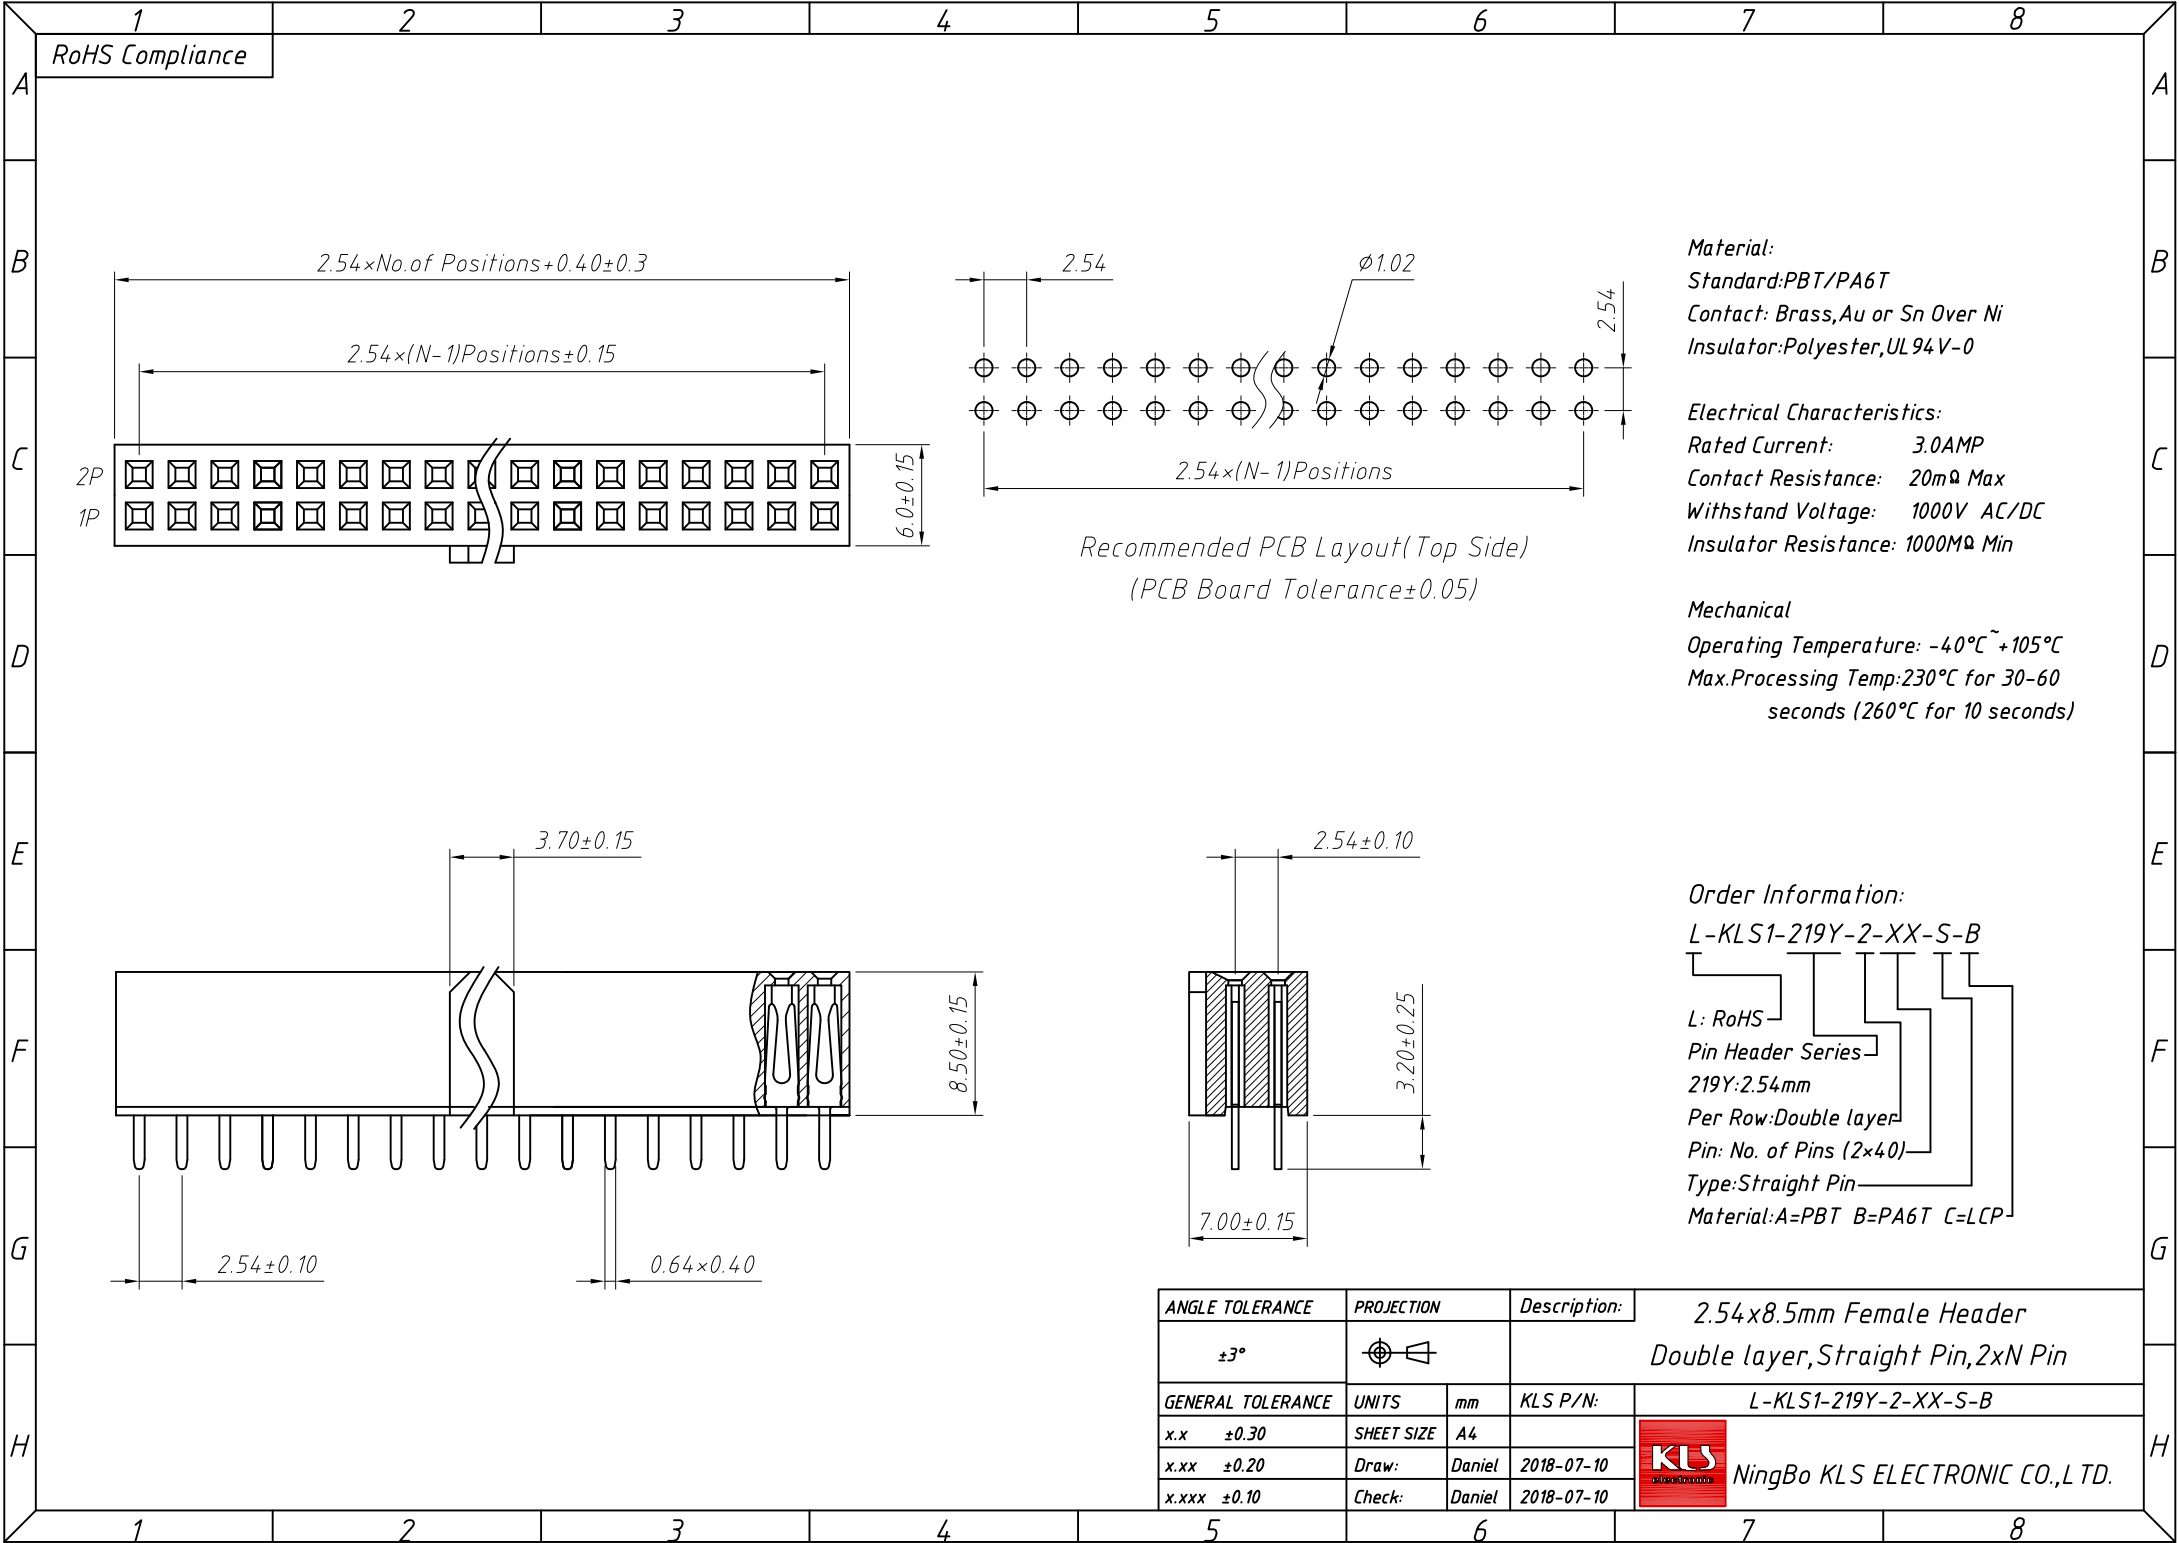 1 2 3 4 5 6 7 8
RoHS Compliance
A A
B B
C C
D D
E E
F F
G G
H H
2.54×No.of Positions+0.40±0.3
2.54×(N-1)Positions±0.15
2P
1P
6.0±0.15
2.54
Ø1.02
2.54
2.54×(N-1)Positions
Recommended PCB Layout(Top Side)
(PCB Board Tolerance±0.05)
Material:
Standard:PBT/PA6T
Contact: Brass,Au or Sn Over Ni
Insulator:Polyester,UL94V-0
Electrical Characteristics:
Rated Current: 3.0AMP
Contact Resistance: 20mΩ Max
Withstand Voltage: 1000V AC/DC
Insulator Resistance: 1000MΩ Min
Mechanical
Operating Temperature: -40°C~+105°C
Max.Processing Temp:230°C for 30-60
seconds (260°C for 10 seconds)
3.70±0.15
8.50±0.15
2.54±0.10
0.64×0.40
2.54±0.10
3.20±0.25
7.00±0.15
Order Information:
L-KLS1-219Y-2-XX-S-B
L: RoHS
Pin Header Series
219Y:2.54mm
Per Row:Double layer
Pin: No. of Pins (2×40)
Type:Straight Pin
Material:A=PBT B=PA6T C=LCP
ANGLE TOLERANCE
±3°
PROJECTION
Description:
2.54x8.5mm Female Header
Double layer,Straight Pin,2xN Pin
GENERAL TOLERANCE
x.x ±0.30
x.xx ±0.20
x.xxx ±0.10
UNITS mm
SHEET SIZE A4
Draw: Daniel 2018-07-10
Check: Daniel 2018-07-10
KLS P/N: L-KLS1-219Y-2-XX-S-B
KLS
electronic
NingBo KLS ELECTRONIC CO.,LTD.
1 2 3 4 5 6 7 8